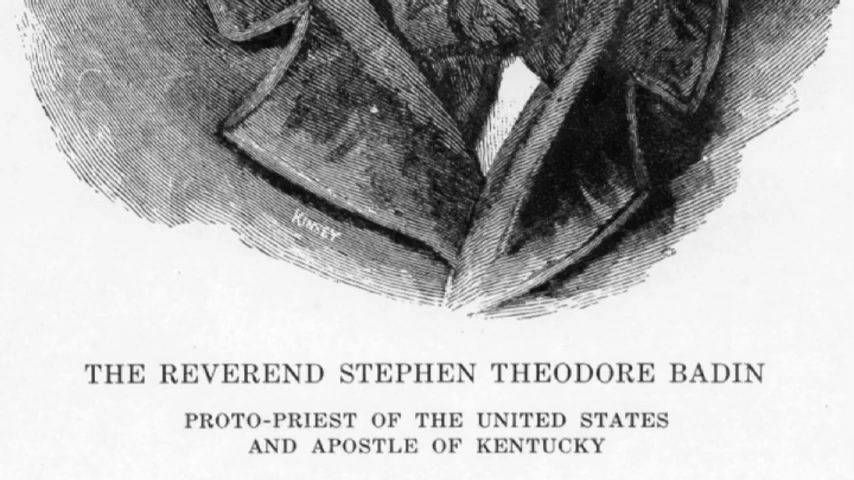 KINSEY
THE REVEREND STEPHEN THEODORE BADIN
PROTO-PRIEST OF THE UNITED STATES
AND APOSTLE OF KENTUCKY